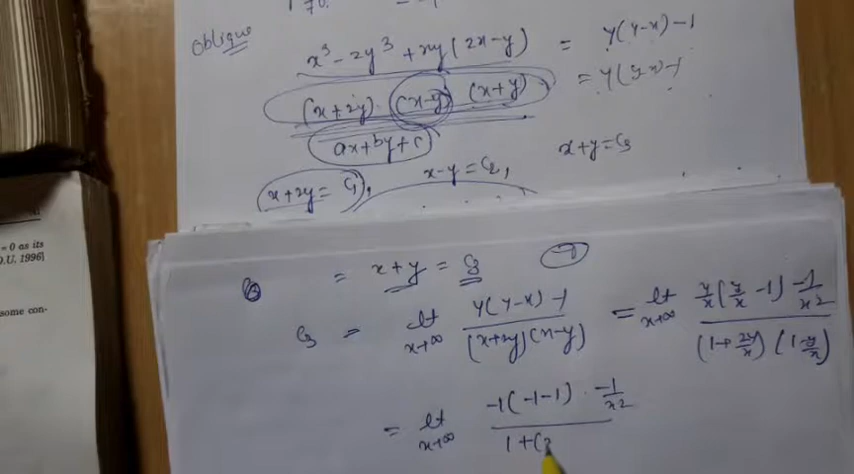 Oblique
x³ - 2y³ + xy(2x-y) = y(y-x) - 1
(x+2y) (x-y) (x+y) = y(y-x) - 1
ax+by+c
x+2y = C₁, x-y = C₂, x+y = C₃
= 0 as its
D.U. 1996]
some con-
= x+y = C₃
C₃ = lt x→∞ y(y-x) - 1 / (x+2y)(x-y) = lt x→∞ y/x (y/x - 1) - 1/x2 / (1+ 2y/x) (1 - y/x)
= lt x→∞ -1(-1-1) · -1/x2 / 1+(2